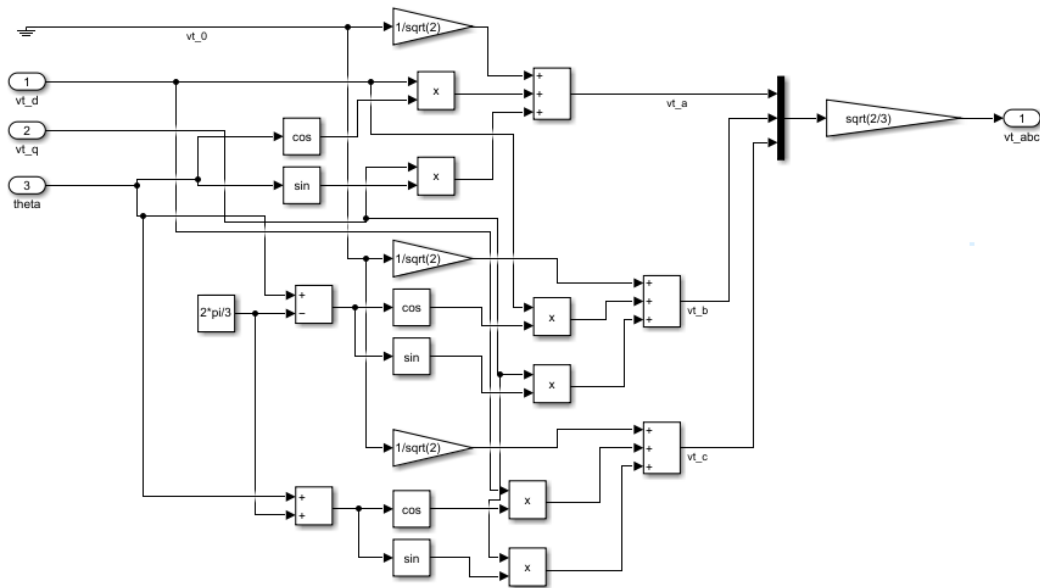 vt_0
1/sqrt(2)
1
vt_d
x
+
+
+
vt_a
sqrt(2/3)
1
vt_abc
2
vt_q
cos
3
theta
sin
x
1/sqrt(2)
+
+
+
vt_b
2*pi/3
+
−
cos
x
sin
x
1/sqrt(2)
+
+
+
vt_c
+
+
cos
x
sin
x